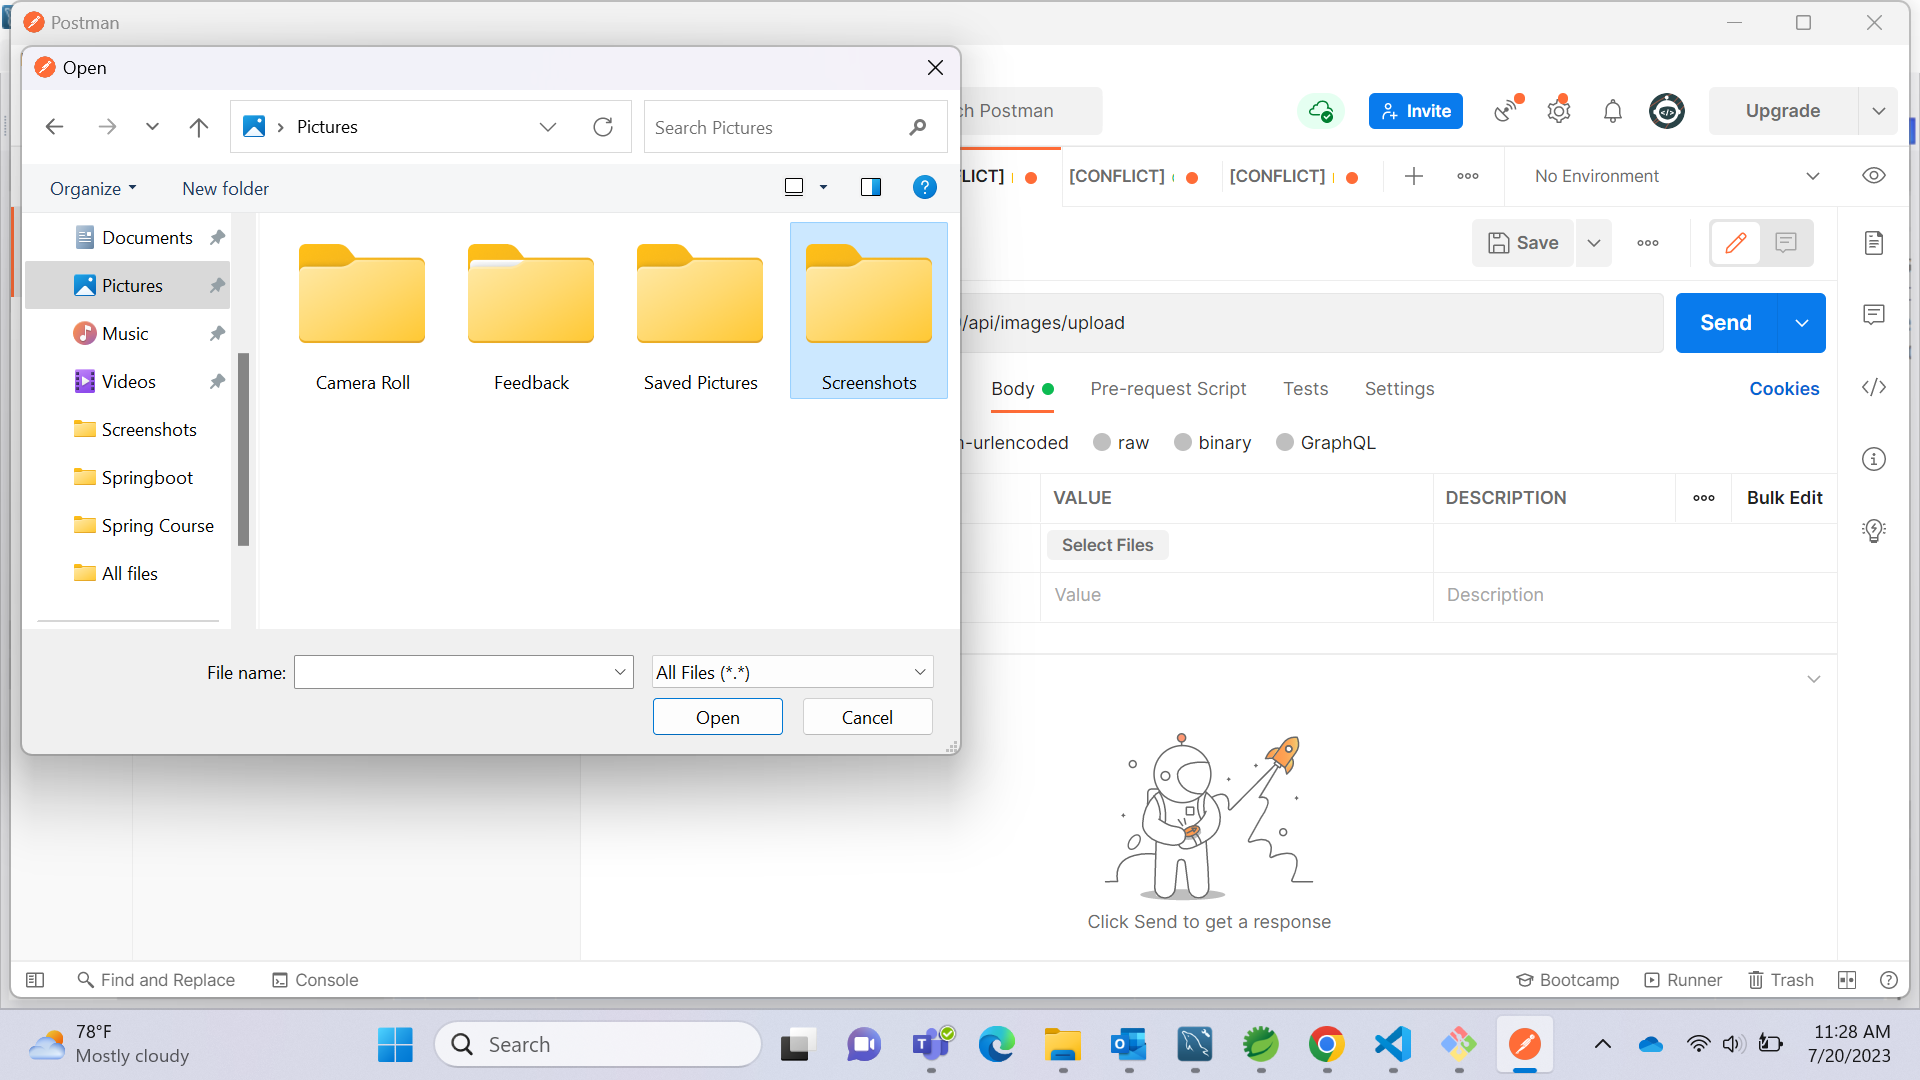 Postman
Open
Pictures
Search Pictures
ch Postman
Invite
Upgrade
Organize
New folder
LICT]
[CONFLICT]
[CONFLICT]
No Environment
Documents
Pictures
Music
Videos
Screenshots
Springboot
Spring Course
All files
Camera Roll
Feedback
Saved Pictures
Screenshots
Save
/api/images/upload
Send
Body
Pre-request Script
Tests
Settings
Cookies
-urlencoded
raw
binary
GraphQL
VALUE
DESCRIPTION
Bulk Edit
Select Files
Value
Description
File name:
All Files (*.*)
Open
Cancel
Click Send to get a response
Find and Replace
Console
Bootcamp
Runner
Trash
78°F
Mostly cloudy
Search
11:28 AM
7/20/2023